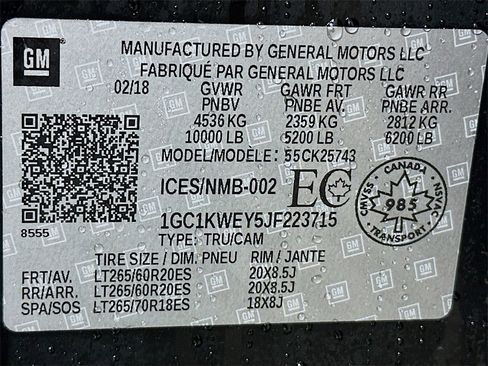 GM
MANUFACTURED BY GENERAL MOTORS LLC
FABRIQUÉ PAR GENERAL MOTORS LLC
02/18 GVWR GAWR FRT GAWR RR
PNBV PNBE AV. PNBE ARR.
4536 KG 2359 KG 2812 KG
10000 LB 5200 LB 6200 LB
MODEL/MODÈLE: 55CK25743
ICES/NMB-002 EC
CANADA
CMVSS 985 NSVAC
TRANSPORT
1GC1KWEY5JF223715
8555
TYPE: TRU/CAM
TIRE SIZE / DIM. PNEU RIM / JANTE
FRT/AV. LT265/60R20ES 20X8.5J
RR/ARR. LT265/60R20ES 20X8.5J
SPA/SOS LT265/70R18ES 18X8J